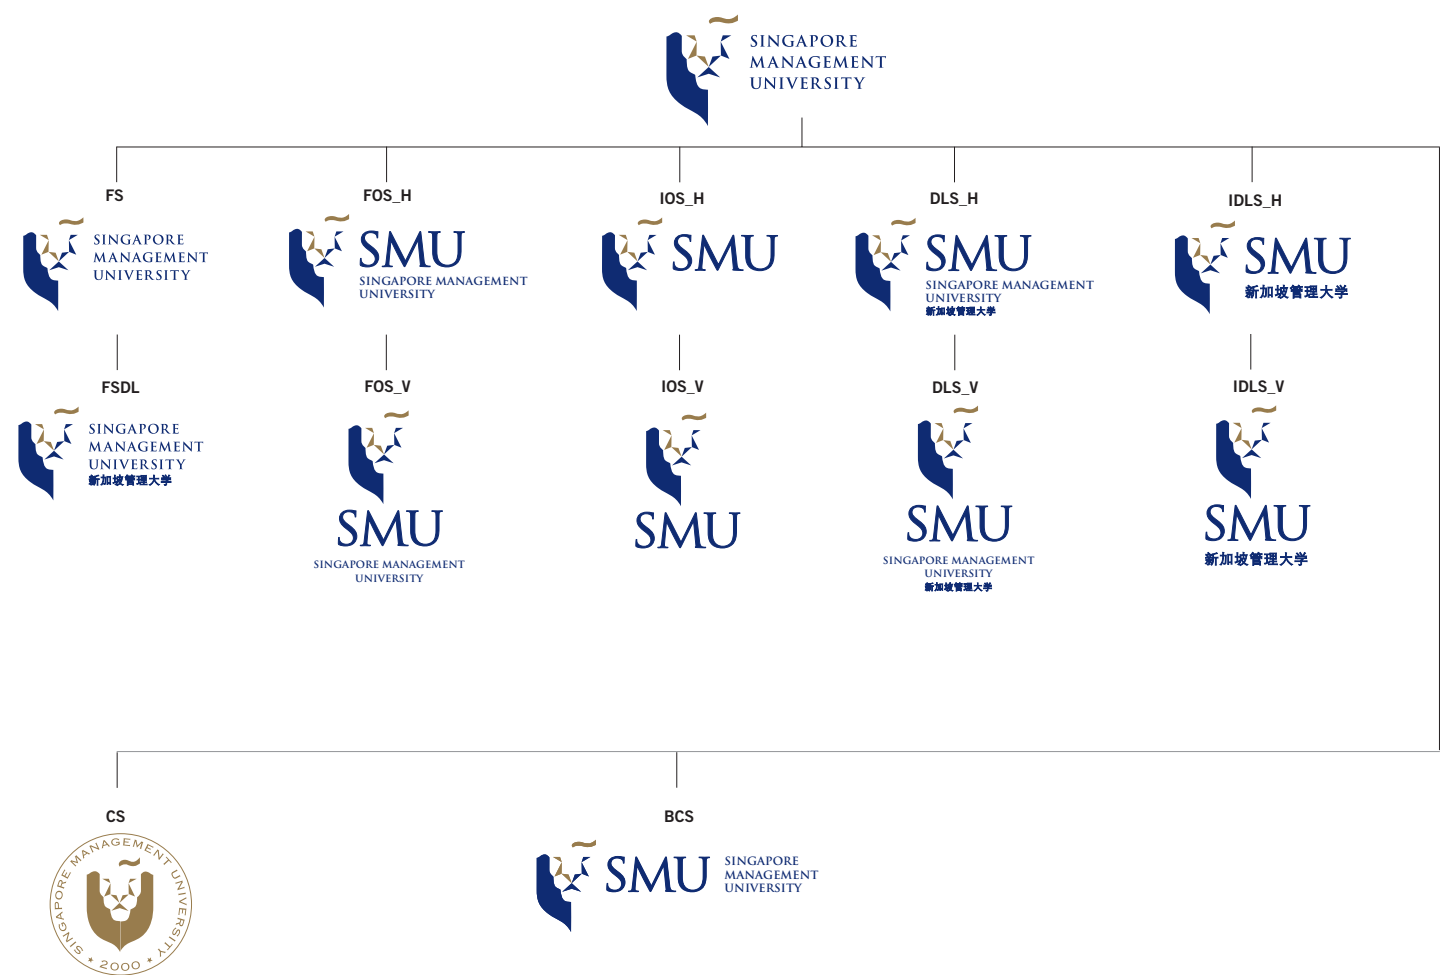 SINGAPORE
MANAGEMENT
UNIVERSITY
FS
SINGAPORE
MANAGEMENT
UNIVERSITY
FOS_H
SMU
SINGAPORE MANAGEMENT
UNIVERSITY
IOS_H
SMU
DLS_H
SMU
SINGAPORE MANAGEMENT
UNIVERSITY
新加坡管理大学
IDLS_H
SMU
新加坡管理大学
FSDL
SINGAPORE
MANAGEMENT
UNIVERSITY
新加坡管理大学
FOS_V
SMU
SINGAPORE MANAGEMENT
UNIVERSITY
IOS_V
SMU
DLS_V
SMU
SINGAPORE MANAGEMENT
UNIVERSITY
新加坡管理大学
IDLS_V
SMU
新加坡管理大学
CS
SINGAPORE MANAGEMENT UNIVERSITY
2000
BCS
SMU
SINGAPORE
MANAGEMENT
UNIVERSITY